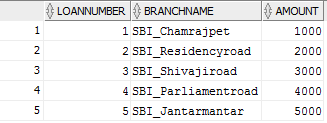 LOANNUMBER BRANCHNAME AMOUNT
1 1 SBI_Chamrajpet 1000
2 2 SBI_Residencyroad 2000
3 3 SBI_Shivajiroad 3000
4 4 SBI_Parliamentroad 4000
5 5 SBI_Jantarmantar 5000